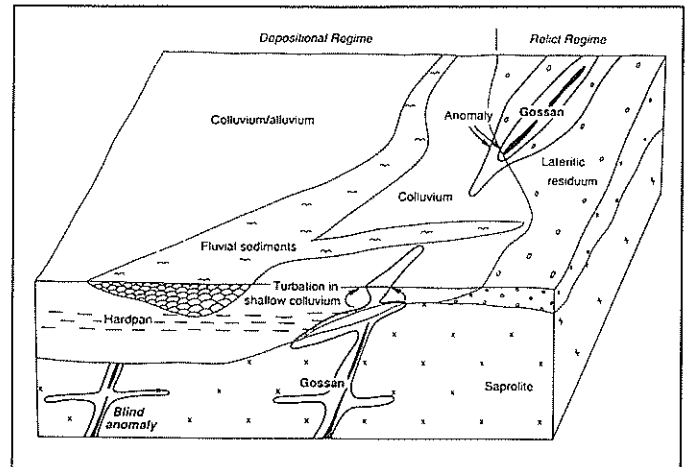 Depositional Regime
Relict Regime
Colluvium/alluvium
Anomaly
Gossan
Lateritic
residuum
Colluvium
Fluvial sediments
Turbation in
shallow colluvium
Hardpan
Gossan
Saprolite
Blind
anomaly